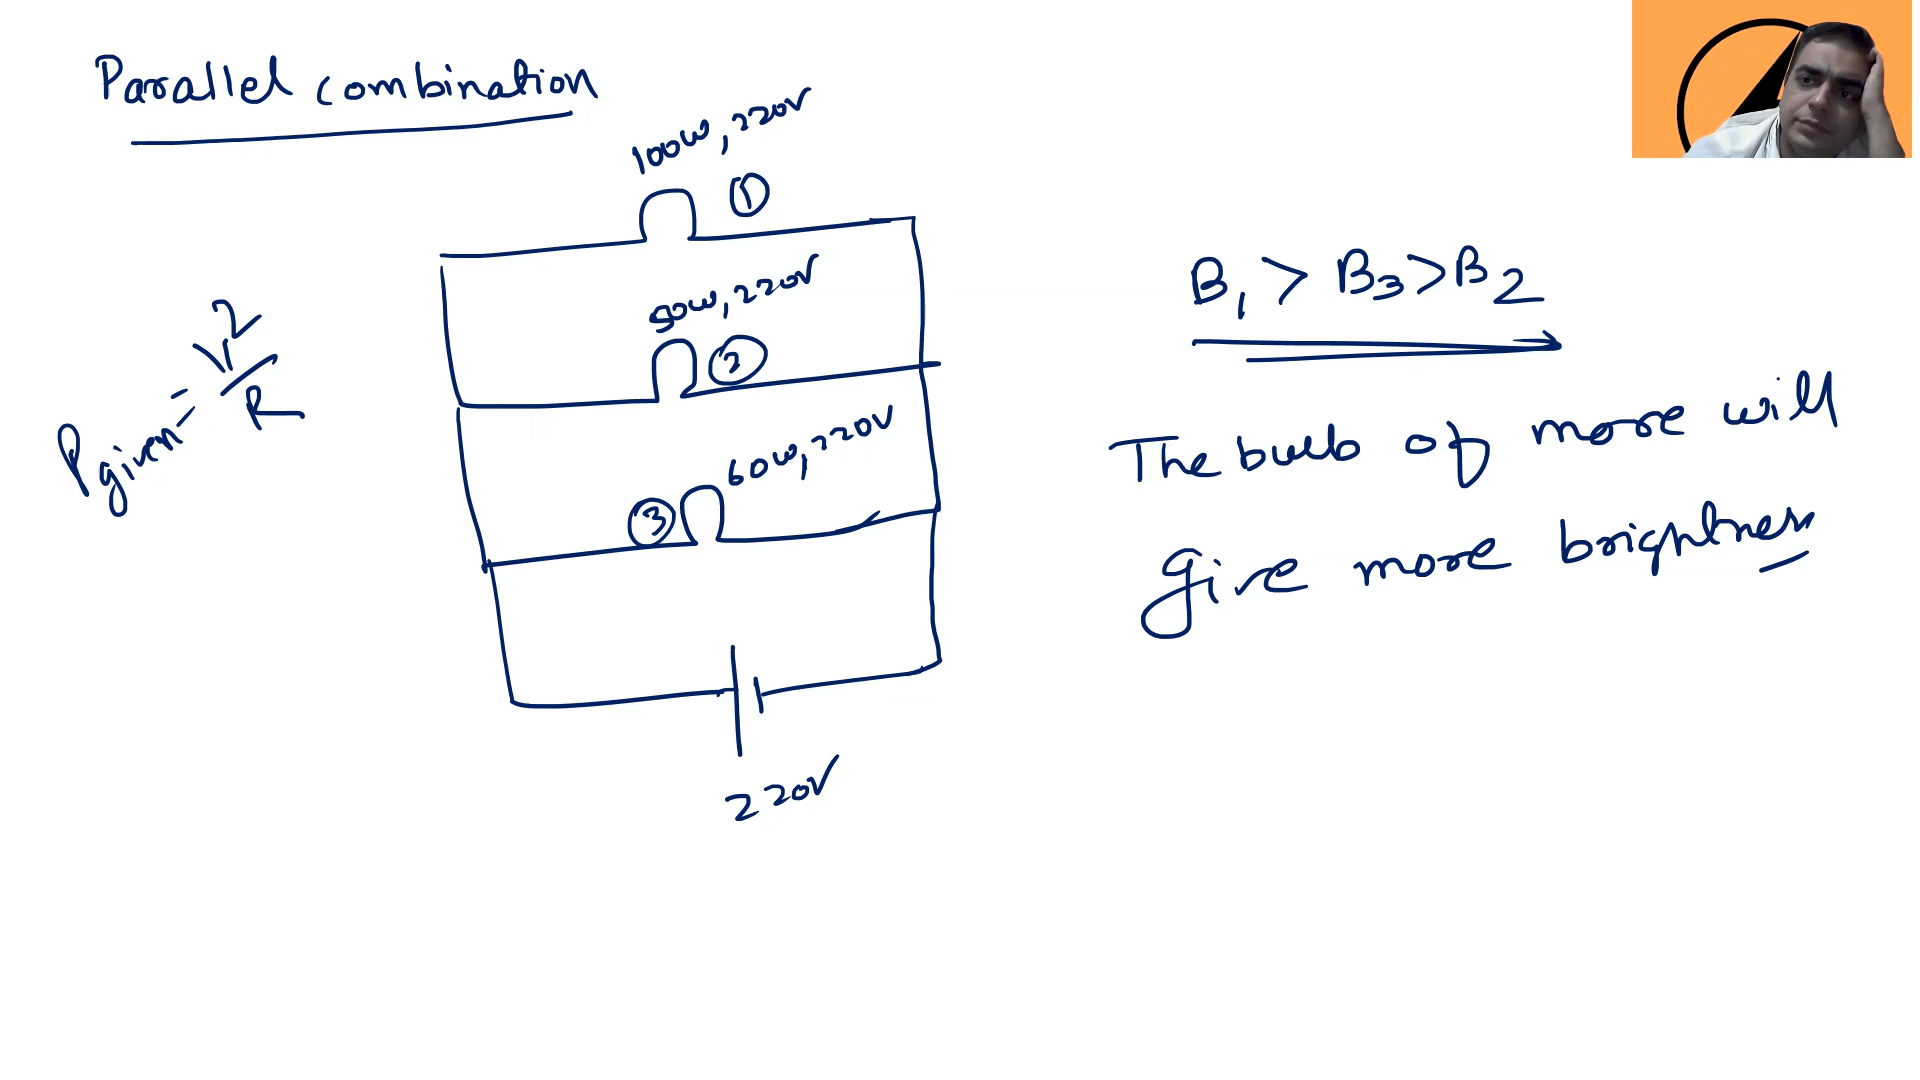 Parallel combination
100W, 220V
①
50W, 220V
②
P given = V²/R
60W, 220V
③
220V
B₁ > B₃ > B₂
The bulb of more will
give more brightness